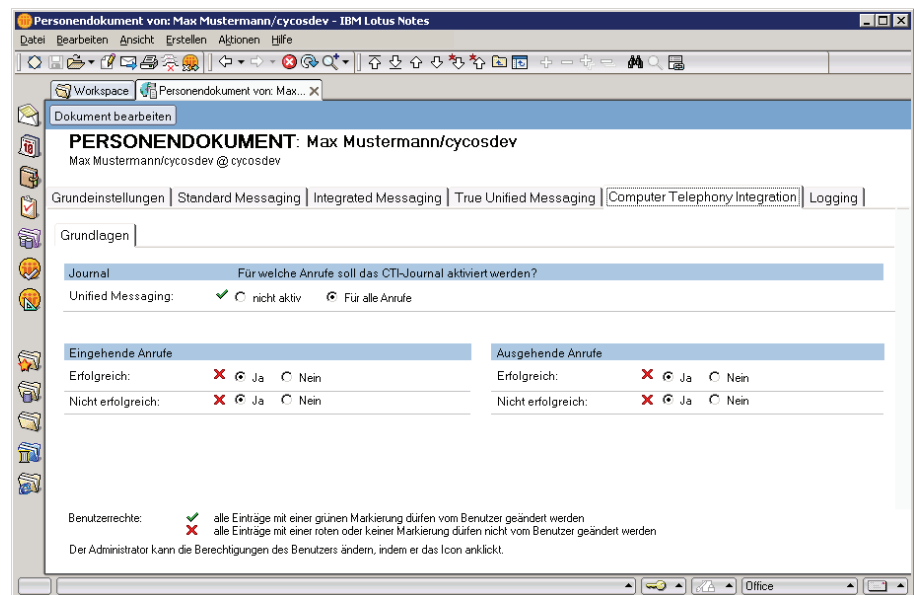 Personendokument von: Max Mustermann/cycosdev - IBM Lotus Notes
Datei Bearbeiten Ansicht Erstellen Aktionen Hilfe
Workspace Personendokument von: Max...
Dokument bearbeiten
PERSONENDOKUMENT: Max Mustermann/cycosdev
Max Mustermann/cycosdev @ cycosdev
Grundeinstellungen Standard Messaging Integrated Messaging True Unified Messaging Computer Telephony Integration Logging
Grundlagen
Journal Für welche Anrufe soll das CTI-Journal aktiviert werden?
Unified Messaging: nicht aktiv Für alle Anrufe
Eingehende Anrufe Ausgehende Anrufe
Erfolgreich: Ja Nein Erfolgreich: Ja Nein
Nicht erfolgreich: Ja Nein Nicht erfolgreich: Ja Nein
Benutzerrechte: alle Einträge mit einer grünen Markierung dürfen vom Benutzer geändert werden
alle Einträge mit einer roten oder keiner Markierung dürfen nicht vom Benutzer geändert werden
Der Administrator kann die Berechtigungen des Benutzers ändern, indem er das Icon anklickt.
Office